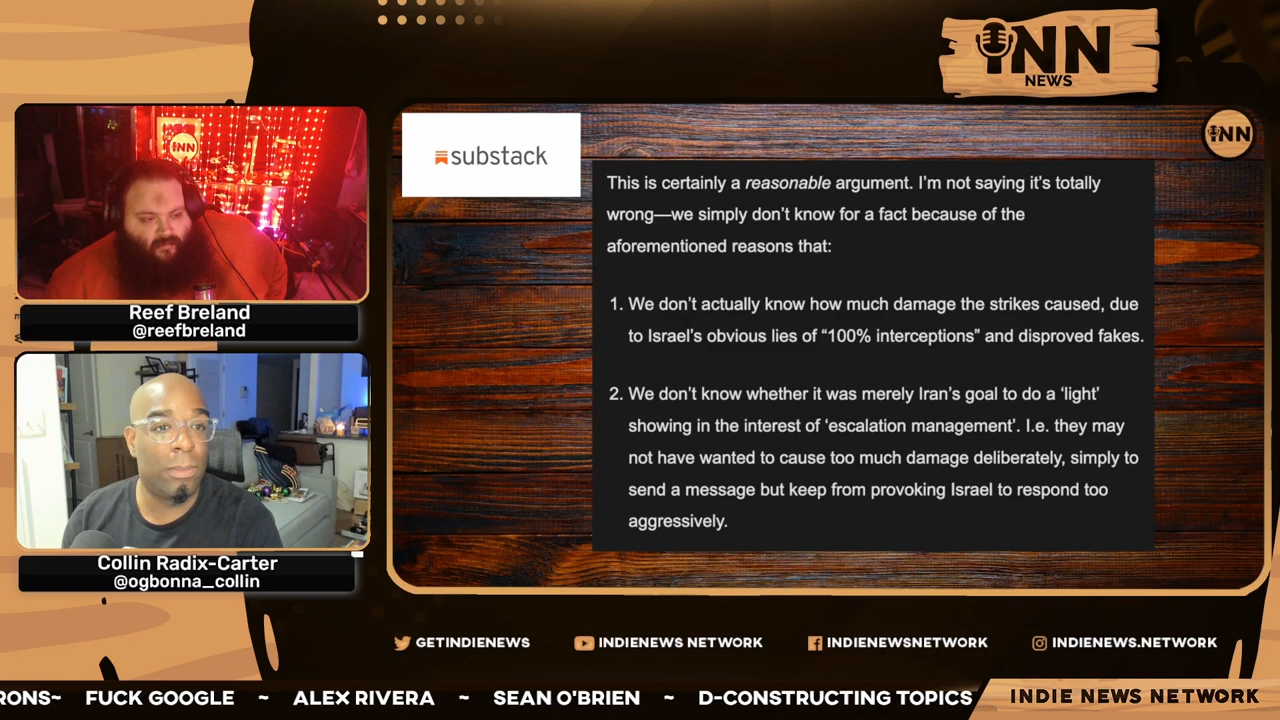 iNN
NEWS
iNN
iNN
substack
This is certainly a reasonable argument. I’m not saying it’s totally
wrong—we simply don’t know for a fact because of the
aforementioned reasons that:
1. We don’t actually know how much damage the strikes caused, due
to Israel’s obvious lies of “100% interceptions” and disproved fakes.
2. We don’t know whether it was merely Iran’s goal to do a ‘light’
showing in the interest of ‘escalation management’. I.e. they may
not have wanted to cause too much damage deliberately, simply to
send a message but keep from provoking Israel to respond too
aggressively.
Reef Breland
@reefbreland
Collin Radix-Carter
@ogbonna_collin
GETINDIENEWS
INDIENEWS NETWORK
INDIENEWSNETWORK
INDIENEWS.NETWORK
RONS~ FUCK GOOGLE ~ ALEX RIVERA ~ SEAN O'BRIEN ~ D-CONSTRUCTING TOPICS
INDIE NEWS NETWORK